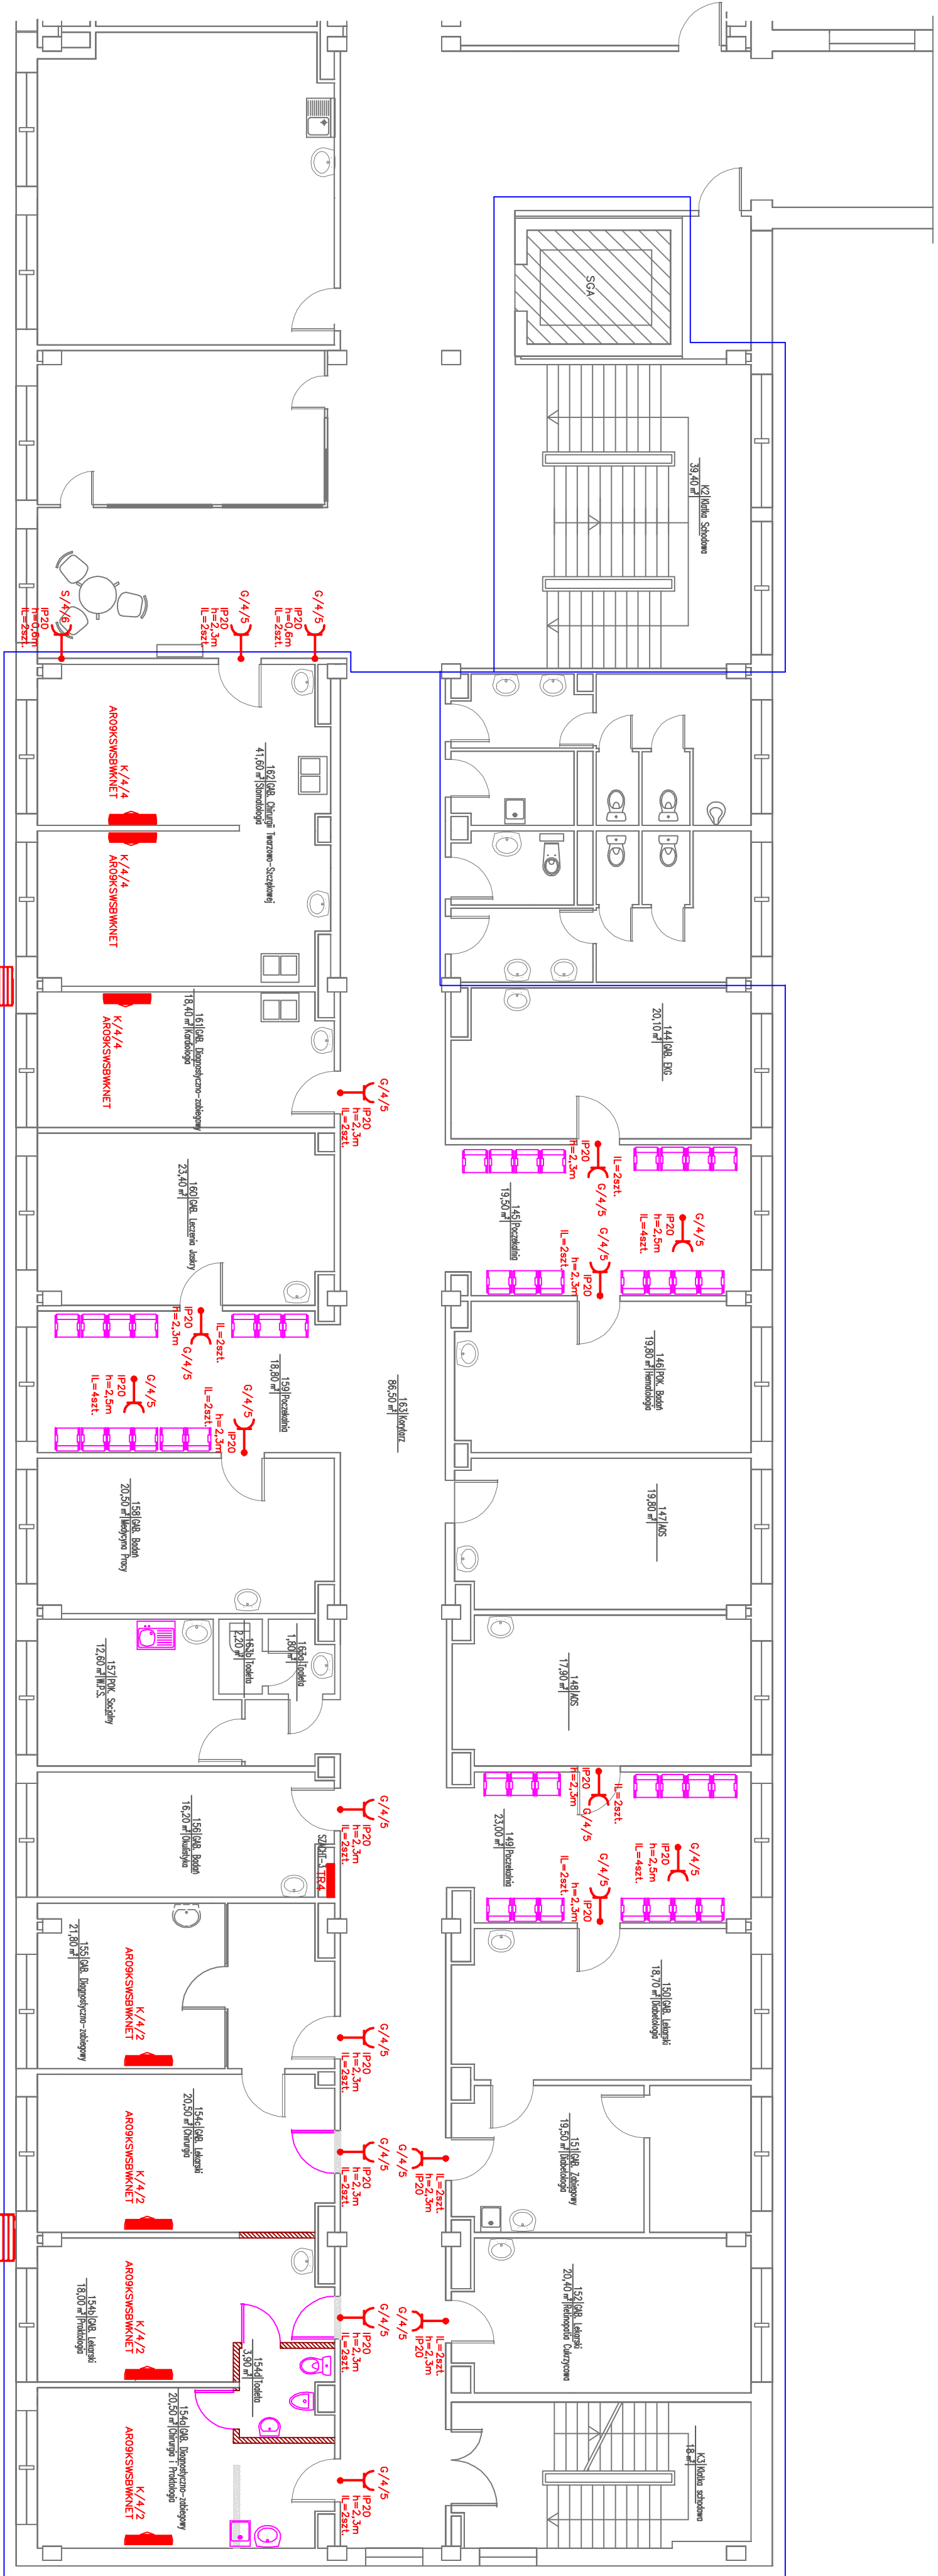 SGA
K2|Klatka Schodowa
39,40 m²
S/4/6
IP20
h=0,6m
IL=2szt.
G/4/5
IP20
h=2,3m
IL=2szt.
G/4/5
IP20
h=0,6m
IL=2szt.
K/4/4
AR09KSWSBWKNET
162|GAB. Chirurgii Twarzowo-Szczękowej
41,60 m²|Stomatologia
K/4/4
AR09KSWSBWKNET
K/4/4
AR09KSWSBWKNET
161|GAB. Diagnostyczno-zabiegowy
18,40 m²|Kardiologia
G/4/5
IP20
h=2,3m
IL=2szt.
144|GAB. EKG
20,10 m²
IL=2szt.
IP20
h=2,3m
G/4/5
145|Poczekalnia
19,50 m²
G/4/5
IP20
h=2,5m
IL=4szt.
G/4/5
IP20
h=2,3m
IL=2szt.
160|GAB. Leczenia Jaskry
23,40 m²
IL=2szt.
IP20
h=2,3m
G/4/5
159|Poczekalnia
18,80 m²
G/4/5
IP20
h=2,5m
IL=4szt.
G/4/5
IP20
h=2,3m
IL=2szt.
163|Korytarz
86,50 m²
146|POK. Badań
19,80 m²|Hematologia
158|GAB. Badań
20,50 m²|Medycyna Pracy
147|AOS
19,80 m²
157|POK. Socjalny
12,60 m²|W.P.S.
163b|Toaleta
2,20 m²
163a|Toaleta
1,80 m²
148|AOS
17,90 m²
156|GAB. Badań
16,20 m²|Okulistyka
G/4/5
IP20
h=2,3m
IL=2szt.
SZACHT-3
TR4
IL=2szt.
IP20
h=2,3m
G/4/5
149|Poczekalnia
23,00 m²
G/4/5
IP20
h=2,5m
IL=4szt.
G/4/5
IP20
h=2,3m
IL=2szt.
155|GAB. Diagnostyczno-zabiegowy
21,80 m²
K/4/2
AR09KSWSBWKNET
G/4/5
IP20
h=2,3m
IL=2szt.
150|GAB. Lekarski
18,70 m²|Diabetologia
154c|GAB. Lekarski
20,50 m²|Chirurgia
K/4/2
AR09KSWSBWKNET
G/4/5
IP20
h=2,3m
IL=2szt.
G/4/5
IL=2szt.
h=2,3m
IP20
151|GAB. Zabiegowy
19,50 m²|Diabetologia
K/4/2
AR09KSWSBWKNET
154b|GAB. Lekarski
18,00 m²|Proktologia
G/4/5
IP20
h=2,3m
IL=2szt.
G/4/5
IL=2szt.
h=2,3m
IP20
152|GAB. Lekarski
20,40 m²|Retinopatia Cukrzycowa
154d|Toaleta
3,90 m²
154a|GAB. Diagnostyczno-zabiegowy
20,50 m²|Chirurgia i Proktologia
K/4/2
AR09KSWSBWKNET
G/4/5
IP20
h=2,3m
IL=2szt.
K3|Klatka schodowa
18 m²